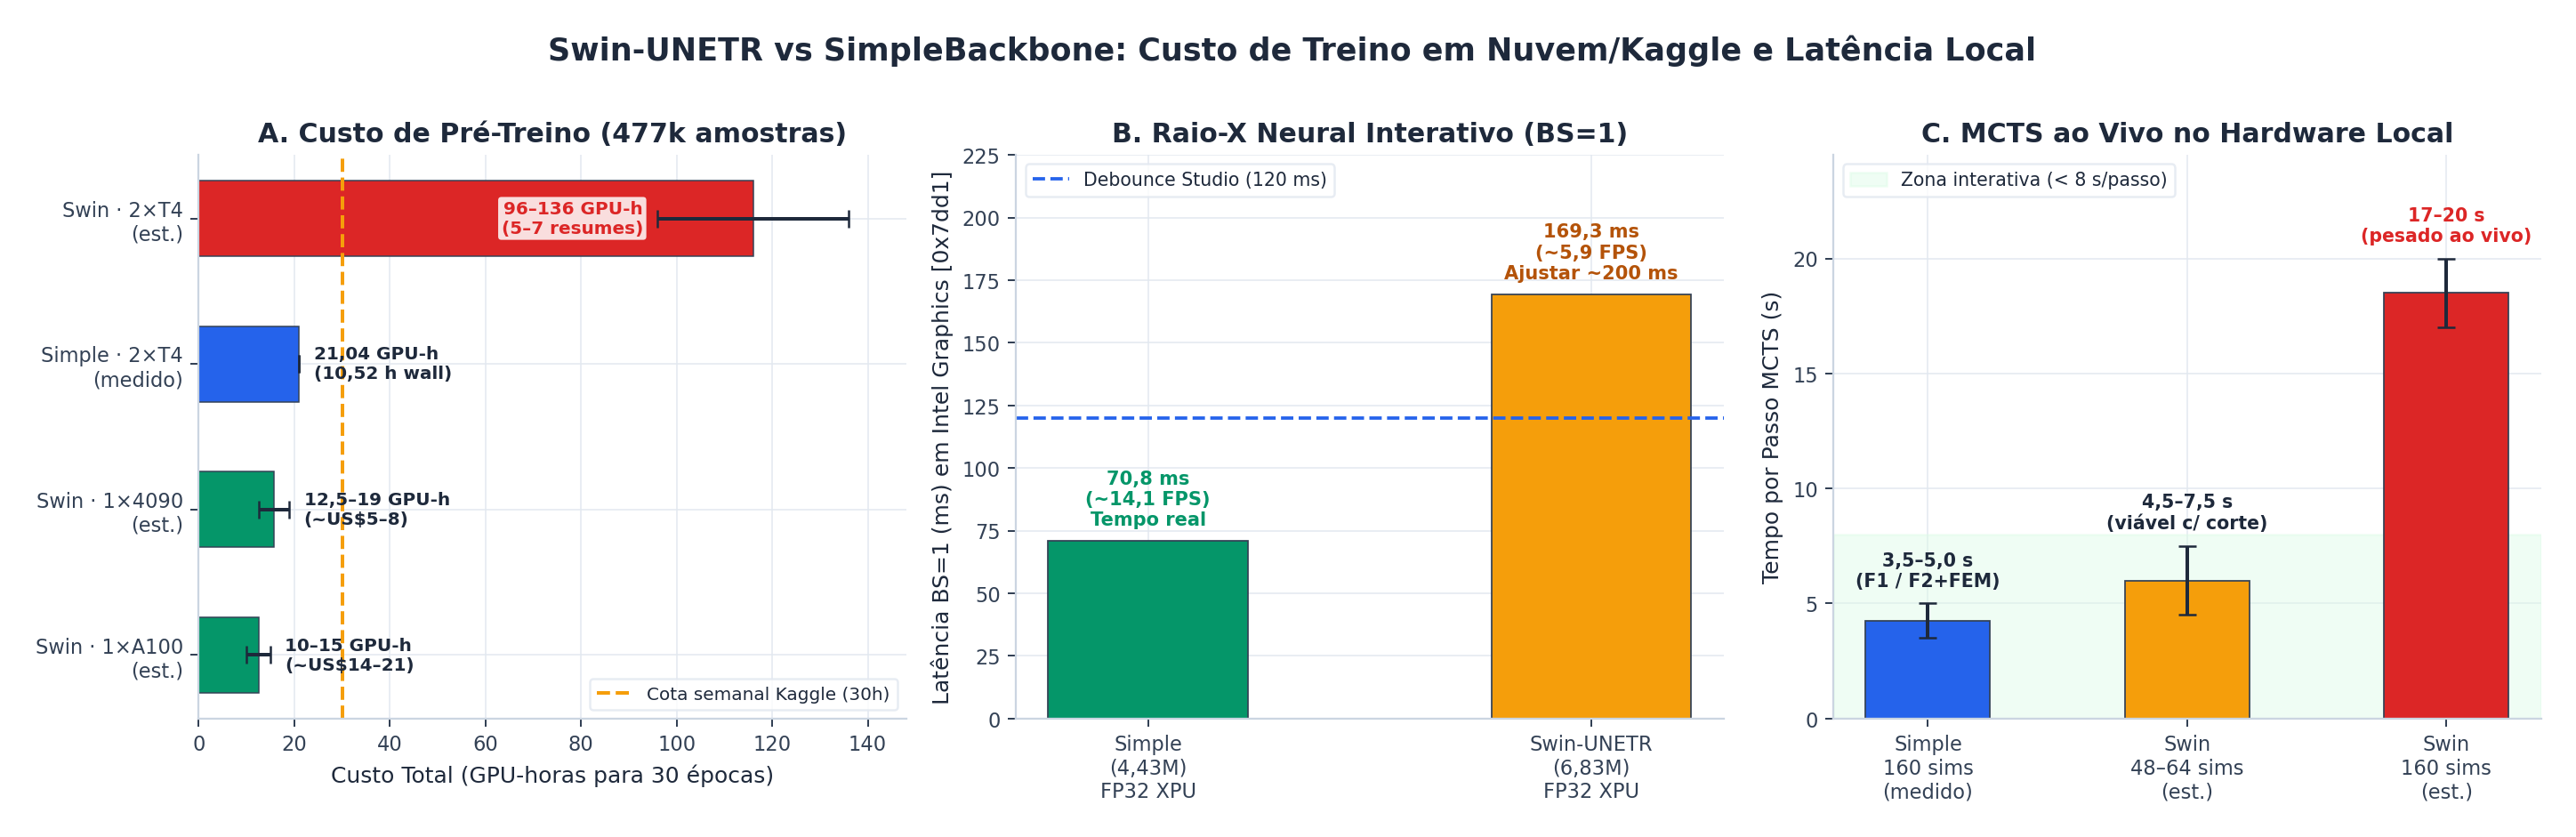 Swin-UNETR vs SimpleBackbone: Custo de Treino em Nuvem/Kaggle e Latência Local
A. Custo de Pré-Treino (477k amostras)
Swin · 2×T4
(est.)
Simple · 2×T4
(medido)
Swin · 1×4090
(est.)
Swin · 1×A100
(est.)
96–136 GPU-h
(5–7 resumes)
21,04 GPU-h
(10,52 h wall)
12,5–19 GPU-h
(~US$5–8)
10–15 GPU-h
(~US$14–21)
Cota semanal Kaggle (30h)
0 20 40 60 80 100 120 140
Custo Total (GPU-horas para 30 épocas)
B. Raio-X Neural Interativo (BS=1)
Latência BS=1 (ms) em Intel Graphics [0x7dd1]
225
200
175
150
125
100
75
50
25
0
Debounce Studio (120 ms)
70,8 ms
(~14,1 FPS)
Tempo real
169,3 ms
(~5,9 FPS)
Ajustar ~200 ms
Simple
(4,43M)
FP32 XPU
Swin-UNETR
(6,83M)
FP32 XPU
C. MCTS ao Vivo no Hardware Local
Tempo por Passo MCTS (s)
20
15
10
5
0
Zona interativa (< 8 s/passo)
3,5–5,0 s
(F1 / F2+FEM)
4,5–7,5 s
(viável c/ corte)
17–20 s
(pesado ao vivo)
Simple
160 sims
(medido)
Swin
48–64 sims
(est.)
Swin
160 sims
(est.)